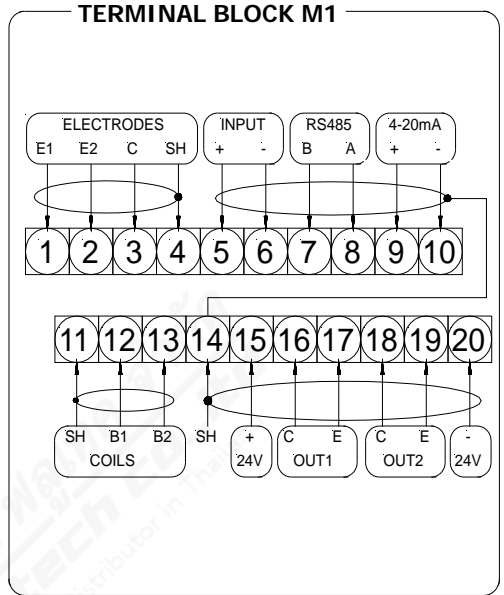 TERMINAL BLOCK M1
ELECTRODES INPUT RS485 4-20mA
E1 E2 C SH + - B A + -
1 2 3 4 5 6 7 8 9 10
11 12 13 14 15 16 17 18 19 20
SH B1 B2 SH + C E C E -
COILS 24V OUT1 OUT2 24V